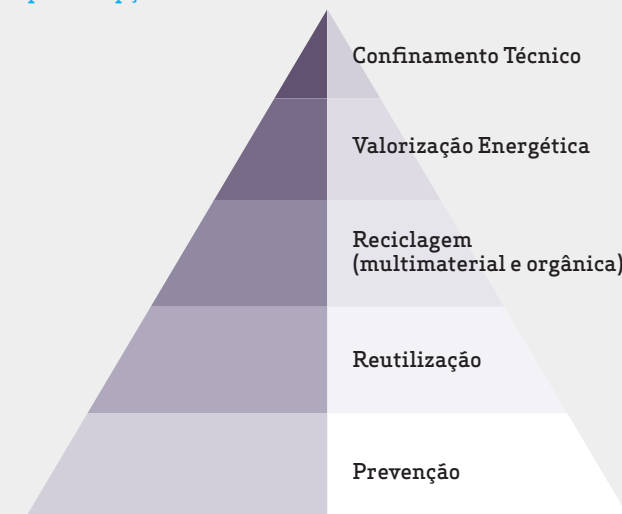 Confinamento Técnico
Valorização Energética
Reciclagem
(multimaterial e orgânica)
Reutilização
Prevenção